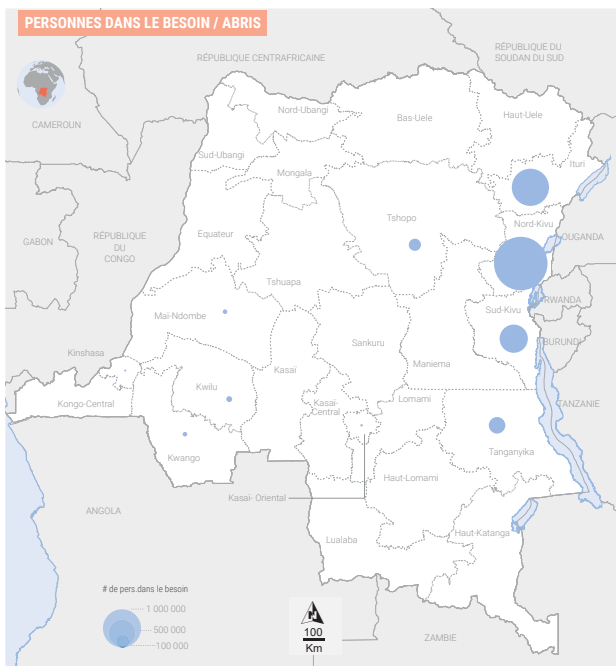 PERSONNES DANS LE BESOIN / ABRIS
RÉPUBLIQUE CENTRAFRICAINE
RÉPUBLIQUE DU
SOUDAN DU SUD
CAMEROUN
Nord-Ubangi
Bas-Uele
Haut-Uele
Sud-Ubangi
Mongala
Ituri
Tshopo
Nord-Kivu
Equateur
OUGANDA
GABON
RÉPUBLIQUE
DU
CONGO
Tshuapa
RWANDA
Mai-Ndombe
Sud-Kivu
Sankuru
BURUNDI
Kinshasa
Kasaï
Maniema
Kwilu
Kasaï-
Central
Lomami
Kongo-Central
TANZANIE
Tanganyika
Kwango
Haut-Lomami
Kasaï- Oriental
ANGOLA
Lualaba
Haut-Katanga
# de pers.dans le besoin
1 000 000
500 000
100 000
100
Km
ZAMBIE